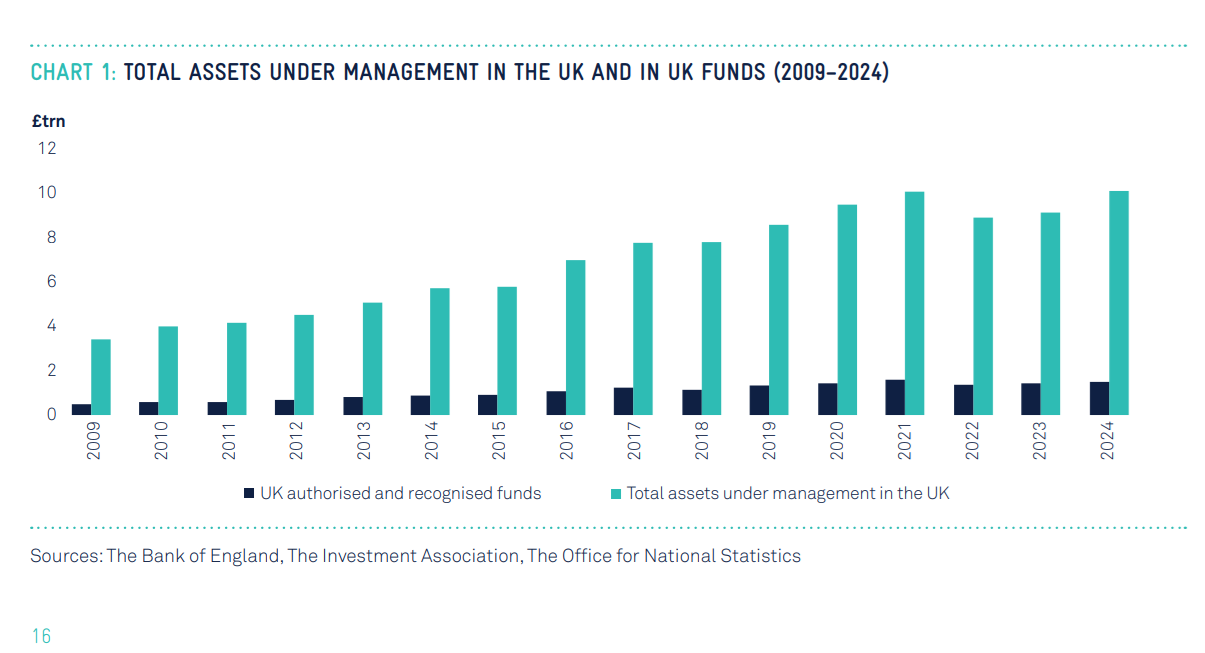 CHART 1: TOTAL ASSETS UNDER MANAGEMENT IN THE UK AND IN UK FUNDS (2009–2024)
£trn
12
10
8
6
4
2
0
2009 2010 2011 2012 2013 2014 2015 2016 2017 2018 2019 2020 2021 2022 2023 2024
UK authorised and recognised funds Total assets under management in the UK
Sources: The Bank of England, The Investment Association, The Office for National Statistics
16